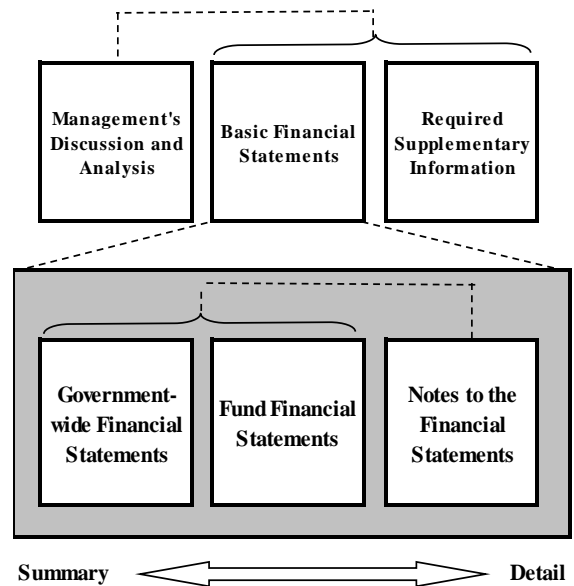 Management's
Discussion and
Analysis
Basic Financial
Statements
Required
Supplementary
Information
Government-
wide Financial
Statements
Fund Financial
Statements
Notes to the
Financial
Statements
Summary
Detail